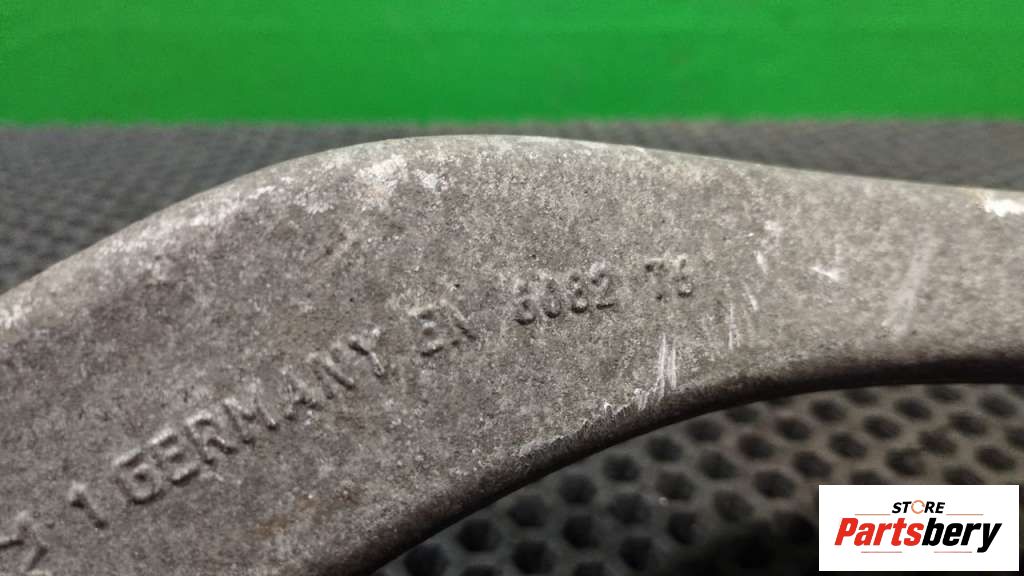 1 GERMANY EN 6082 T6
STORE
Partsbery